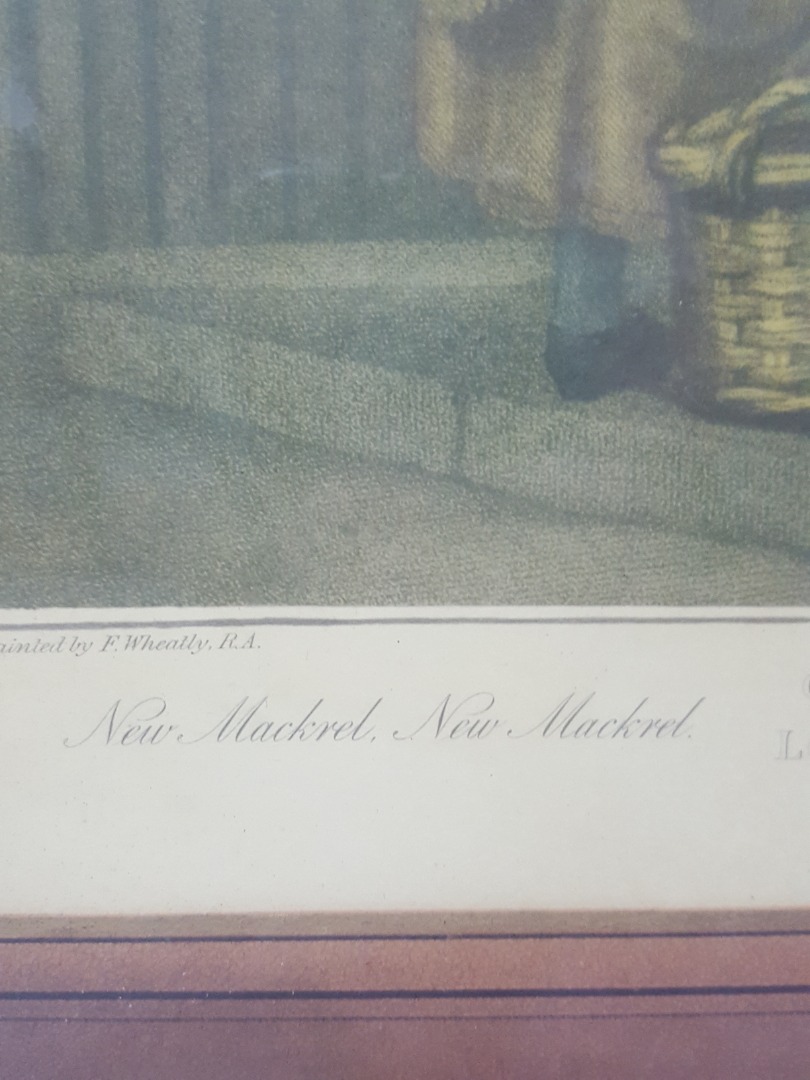 ainted by F. Wheatly, R.A.
New Mackrel, New Mackrel.
L